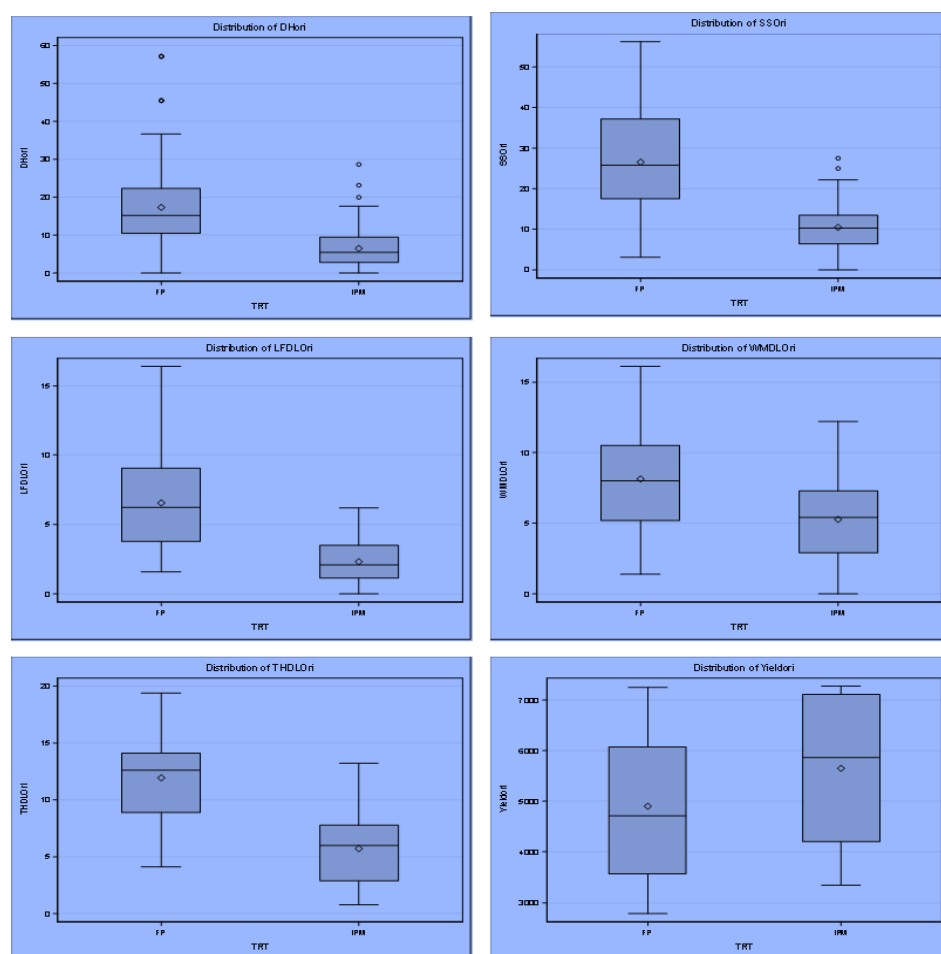 Distribution of DHori
60
50
40
30
20
10
0
DHori
FP
IPM
TRT
Distribution of SSOri
50
40
30
20
10
0
SSOri
FP
IPM
TRT
Distribution of LFDLOri
15
10
5
0
LFDLOri
FP
IPM
TRT
Distribution of WMDLOri
15
10
5
0
WMDLOri
FP
IPM
TRT
Distribution of THDLOri
20
15
10
5
0
THDLOri
FP
IPM
TRT
Distribution of Yieldori
7000
6000
5000
4000
3000
Yieldori
FP
IPM
TRT